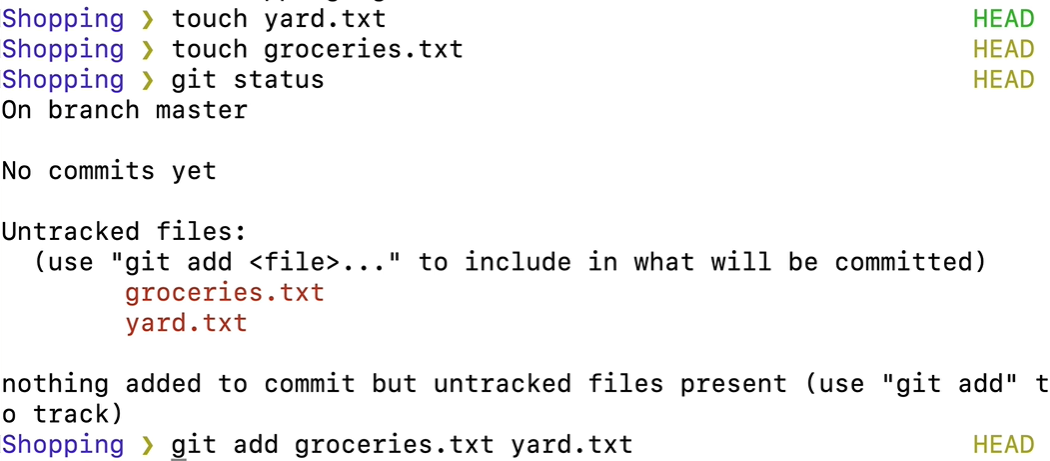 Shopping ❯ touch yard.txt HEAD
Shopping ❯ touch groceries.txt HEAD
Shopping ❯ git status HEAD
On branch master
No commits yet
Untracked files:
(use "git add <file>..." to include in what will be committed)
groceries.txt
yard.txt
nothing added to commit but untracked files present (use "git add" t
o track)
Shopping ❯ git add groceries.txt yard.txt HEAD